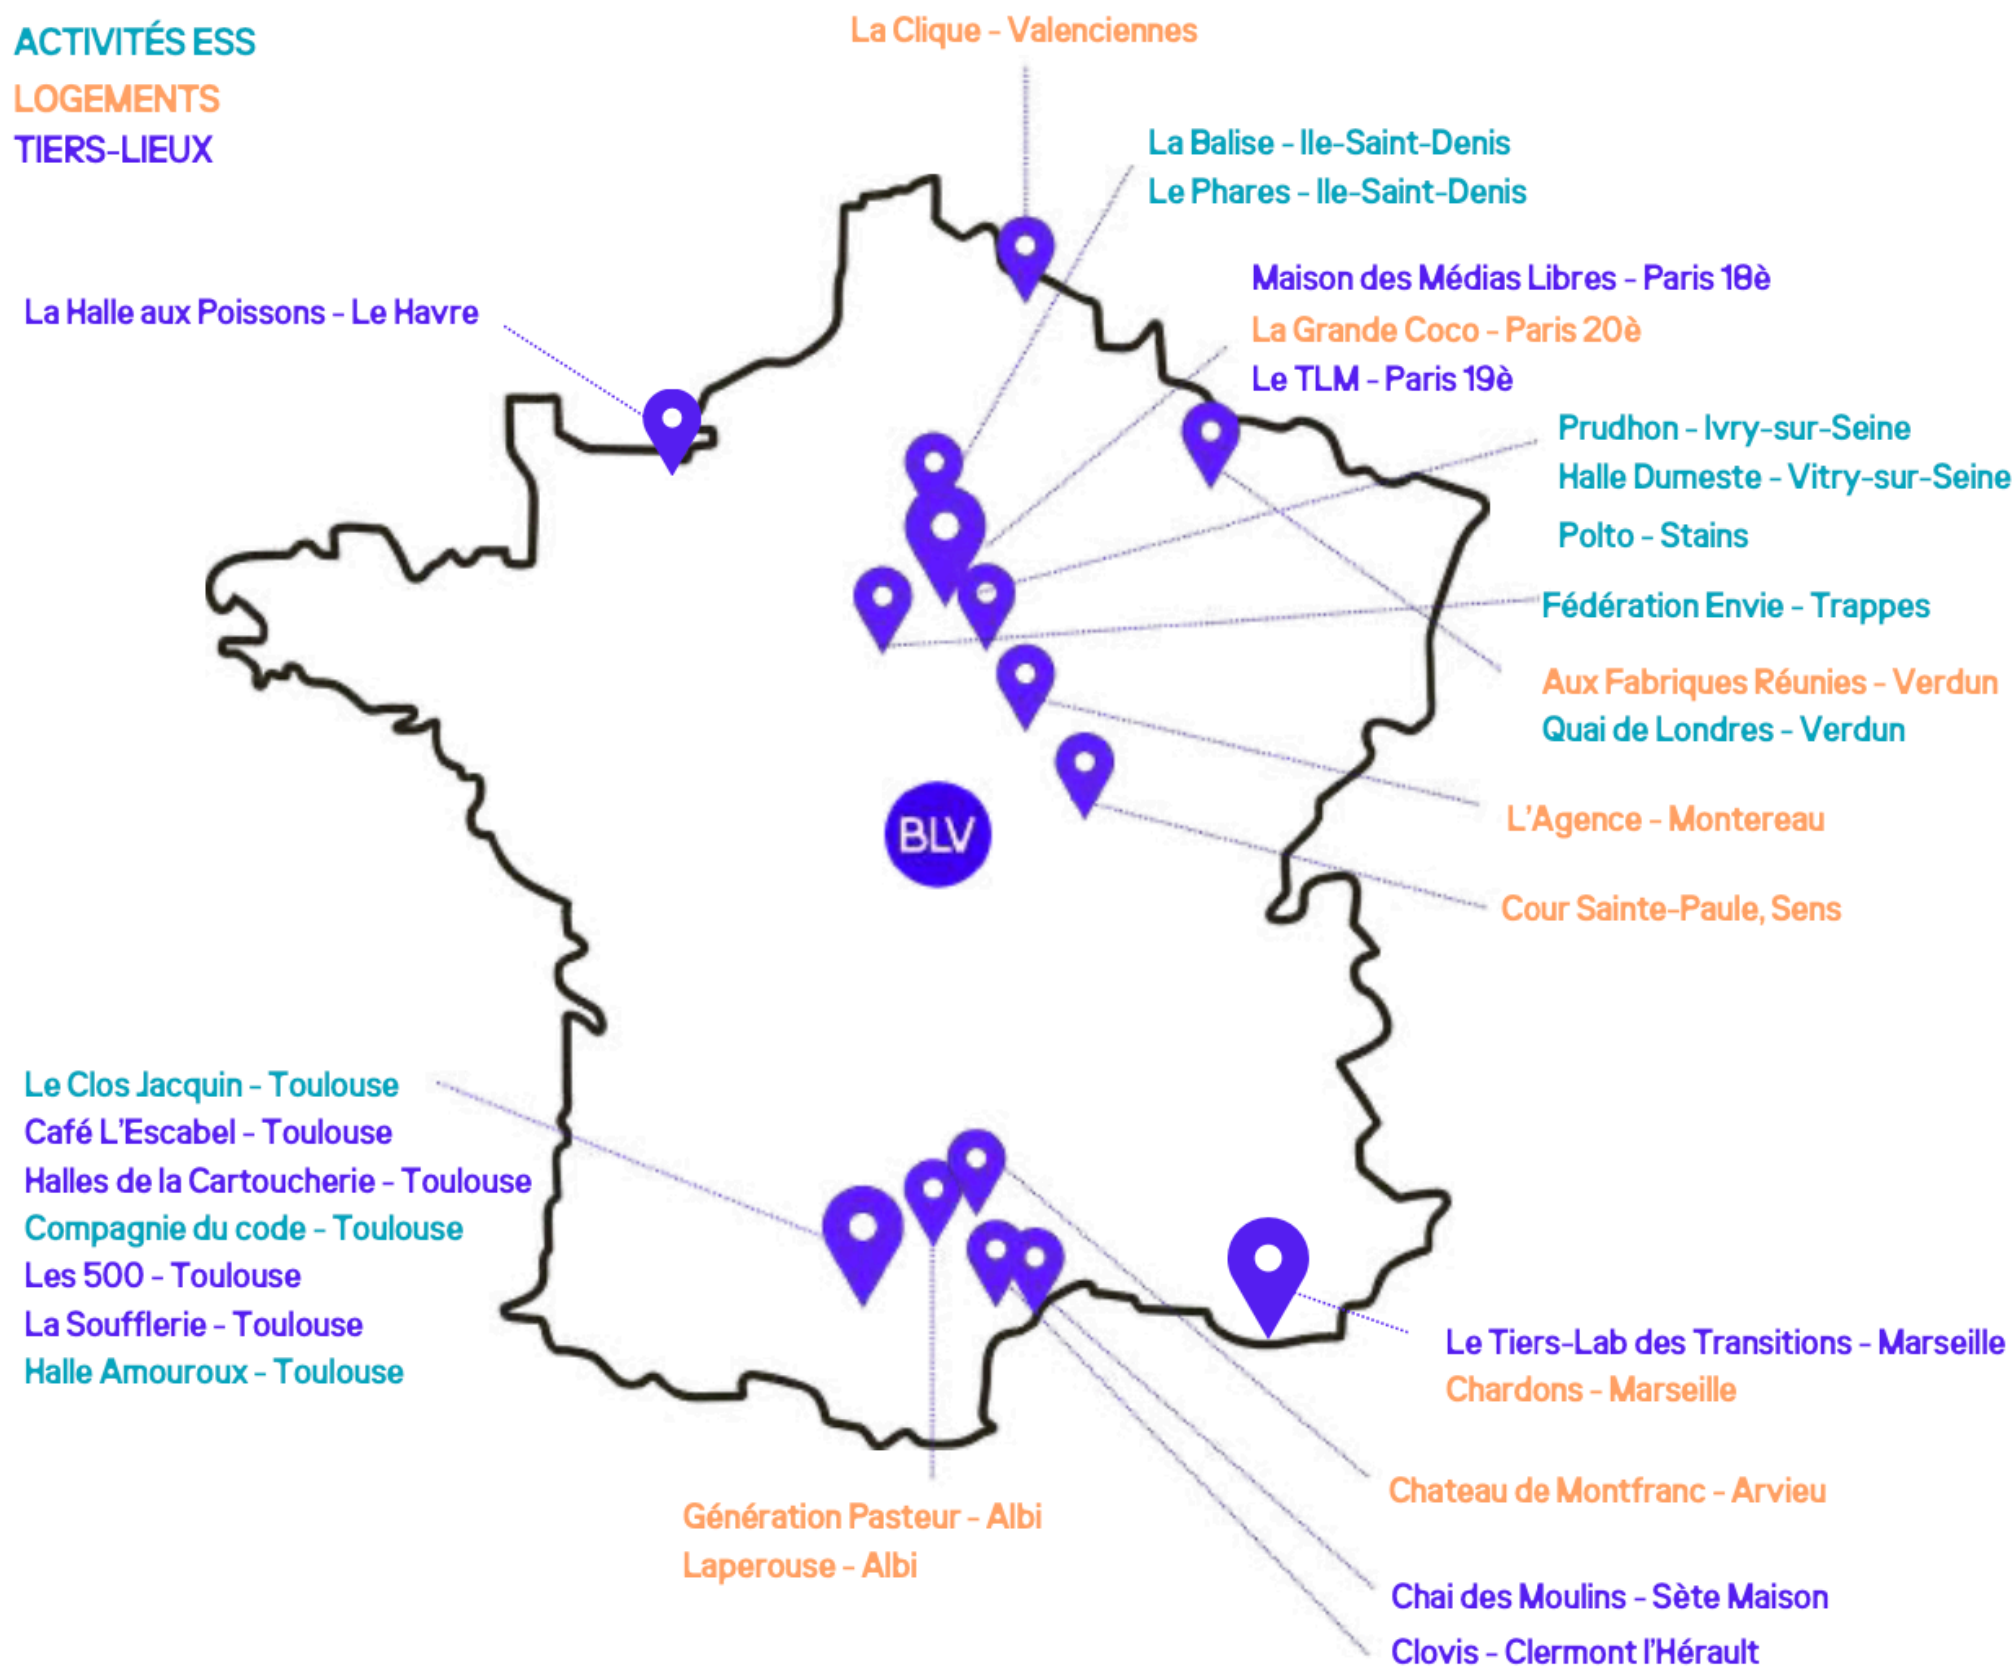 ACTIVITÉS ESS
LOGEMENTS
TIERS-LIEUX
La Clique - Valenciennes
La Balise - Ile-Saint-Denis
Le Phares - Ile-Saint-Denis
La Halle aux Poissons - Le Havre
Maison des Médias Libres - Paris 18è
La Grande Coco - Paris 20è
Le TLM - Paris 19è
Prudhon - Ivry-sur-Seine
Halle Dumeste - Vitry-sur-Seine
Polto - Stains
Fédération Envie - Trappes
Aux Fabriques Réunies - Verdun
Quai de Londres - Verdun
L'Agence - Montereau
BLV
Cour Sainte-Paule, Sens
Le Clos Jacquin - Toulouse
Café L'Escabel - Toulouse
Halles de la Cartoucherie - Toulouse
Compagnie du code - Toulouse
Les 500 - Toulouse
La Soufflerie - Toulouse
Halle Amouroux - Toulouse
Le Tiers-Lab des Transitions - Marseille
Chardons - Marseille
Chateau de Montfranc - Arvieu
Génération Pasteur - Albi
Laperouse - Albi
Chai des Moulins - Sète Maison
Clovis - Clermont l'Hérault